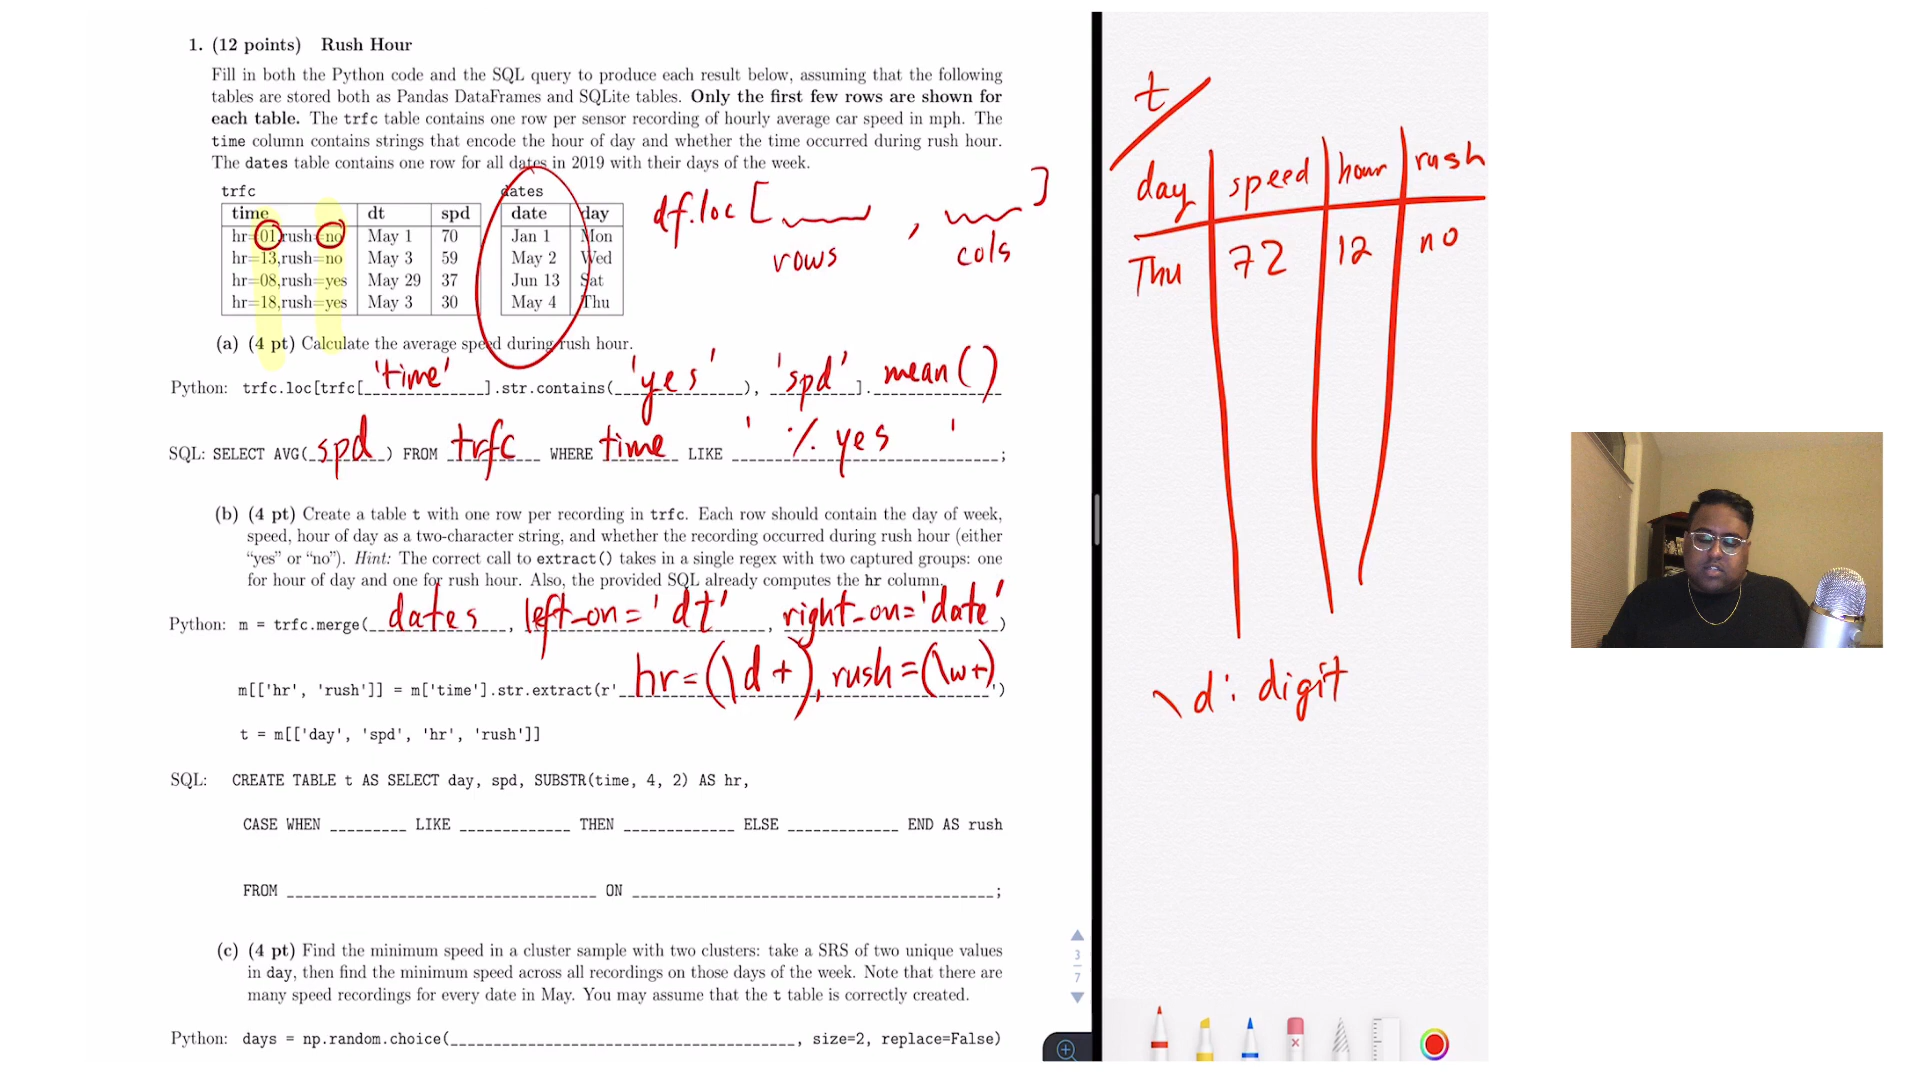 1. (12 points) Rush Hour
Fill in both the Python code and the SQL query to produce each result below, assuming that the following
tables are stored both as Pandas DataFrames and SQLite tables. Only the first few rows are shown for
each table. The trfc table contains one row per sensor recording of hourly average car speed in mph. The
time column contains strings that encode the hour of day and whether the time occurred during rush hour.
The dates table contains one row for all dates in 2019 with their days of the week.
trfc
time dt spd
hr=01,rush=no May 1 70
hr=13,rush=no May 3 59
hr=08,rush=yes May 29 37
hr=18,rush=yes May 3 30
dates
date day
Jan 1 Mon
May 2 Wed
Jun 13 Sat
May 4 Thu
df.loc [ ____ , ____ ]
rows cols
(a) (4 pt) Calculate the average speed during rush hour.
Python: trfc.loc[trfc['time'].str.contains('yes'), 'spd'].mean()
SQL: SELECT AVG(spd) FROM trfc WHERE time LIKE '%yes';
(b) (4 pt) Create a table t with one row per recording in trfc. Each row should contain the day of week,
speed, hour of day as a two-character string, and whether the recording occurred during rush hour (either
“yes” or “no”). Hint: The correct call to extract() takes in a single regex with two captured groups: one
for hour of day and one for rush hour. Also, the provided SQL already computes the hr column.
Python: m = trfc.merge(dates, left_on='dt', right_on='date')
m[['hr', 'rush']] = m['time'].str.extract(r'hr=(\d+),rush=(\w+)')
t = m[['day', 'spd', 'hr', 'rush']]
SQL: CREATE TABLE t AS SELECT day, spd, SUBSTR(time, 4, 2) AS hr,
CASE WHEN _________ LIKE _____________ THEN _____________ ELSE _____________ END AS rush
FROM ____________________________________ ON __________________________________________;
(c) (4 pt) Find the minimum speed in a cluster sample with two clusters: take a SRS of two unique values
in day, then find the minimum speed across all recordings on those days of the week. Note that there are
many speed recordings for every date in May. You may assume that the t table is correctly created.
Python: days = np.random.choice(________________________________________, size=2, replace=False)
3
7
t
day speed hour rush
Thu 72 12 no
\d: digit